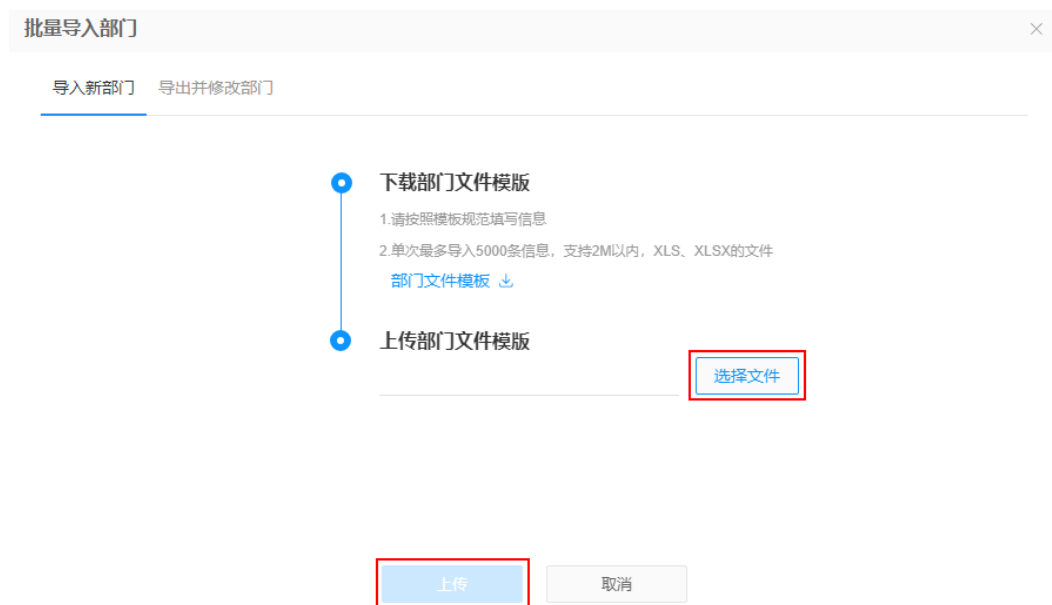 批量导入部门
导入新部门 导出并修改部门
下载部门文件模版
1.请按照模板规范填写信息
2.单次最多导入5000条信息，支持2M以内，XLS、XLSX的文件
部门文件模板
上传部门文件模版
选择文件
上传 取消